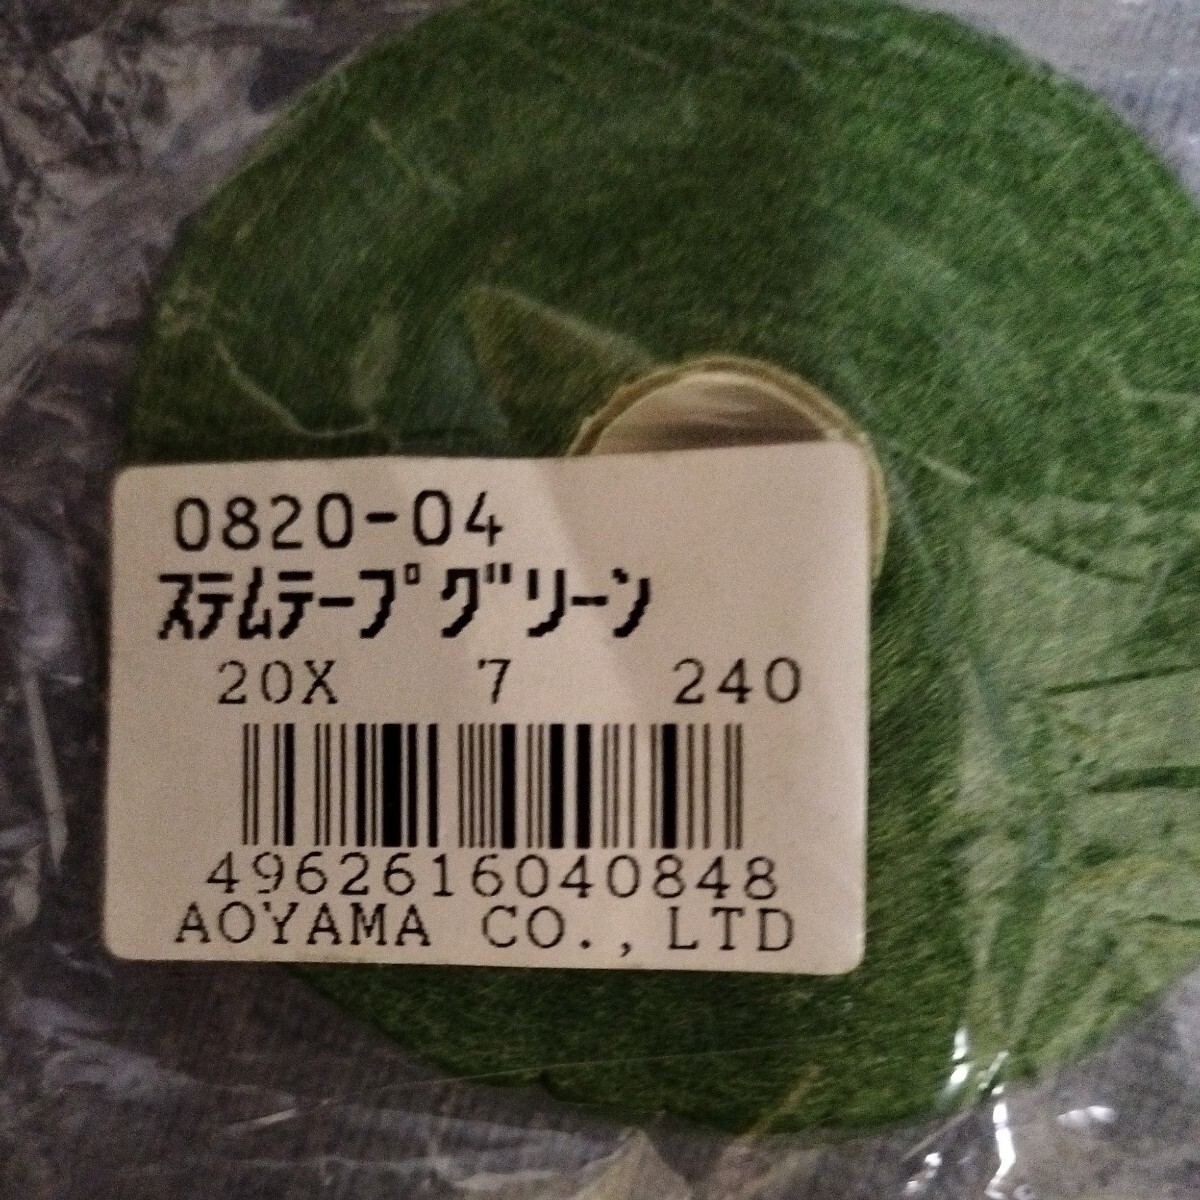 0820-04
ｽﾃﾑﾃｰﾌﾟｸﾞﾘｰﾝ
20X 7 240
4962616040848
AOYAMA CO.,LTD